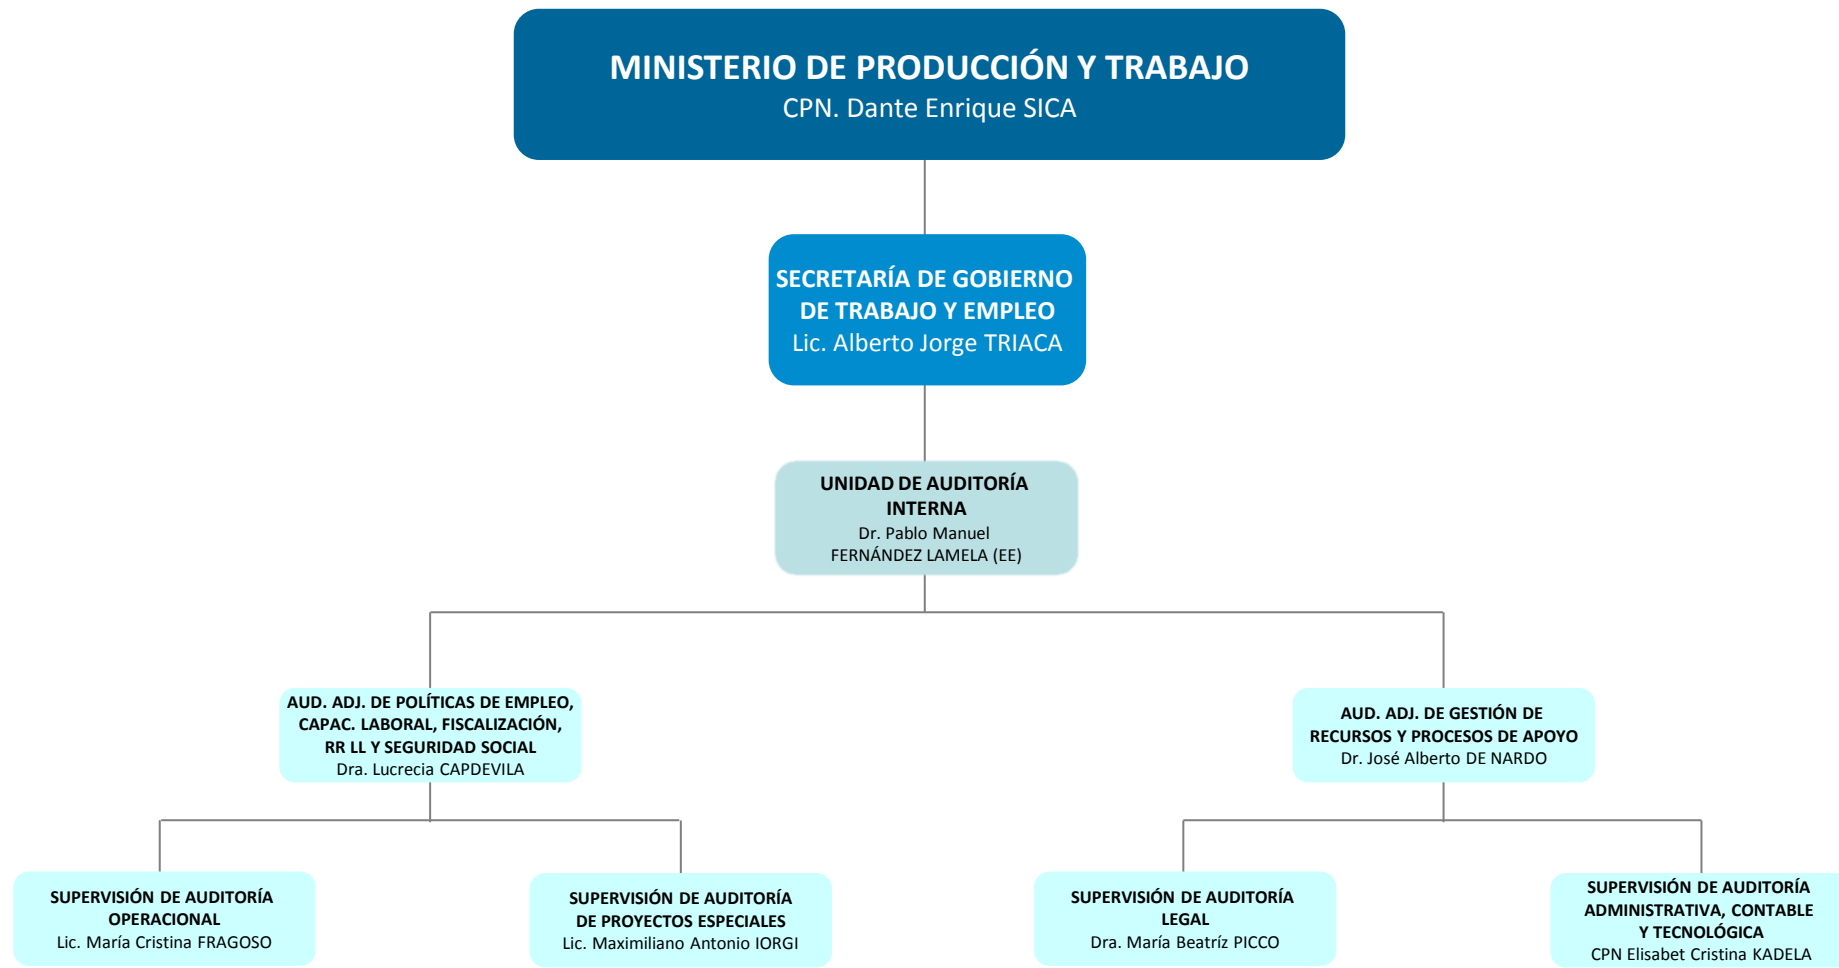 MINISTERIO DE PRODUCCIÓN Y TRABAJO
CPN. Dante Enrique SICA
SECRETARÍA DE GOBIERNO
DE TRABAJO Y EMPLEO
Lic. Alberto Jorge TRIACA
UNIDAD DE AUDITORÍA
INTERNA
Dr. Pablo Manuel
FERNÁNDEZ LAMELA (EE)
AUD. ADJ. DE POLÍTICAS DE EMPLEO,
CAPAC. LABORAL, FISCALIZACIÓN,
RR LL Y SEGURIDAD SOCIAL
Dra. Lucrecia CAPDEVILA
AUD. ADJ. DE GESTIÓN DE
RECURSOS Y PROCESOS DE APOYO
Dr. José Alberto DE NARDO
SUPERVISIÓN DE AUDITORÍA
OPERACIONAL
Lic. María Cristina FRAGOSO
SUPERVISIÓN DE AUDITORÍA
DE PROYECTOS ESPECIALES
Lic. Maximiliano Antonio IORGI
SUPERVISIÓN DE AUDITORÍA
LEGAL
Dra. María Beatríz PICCO
SUPERVISIÓN DE AUDITORÍA
ADMINISTRATIVA, CONTABLE
Y TECNOLÓGICA
CPN Elisabet Cristina KADELA